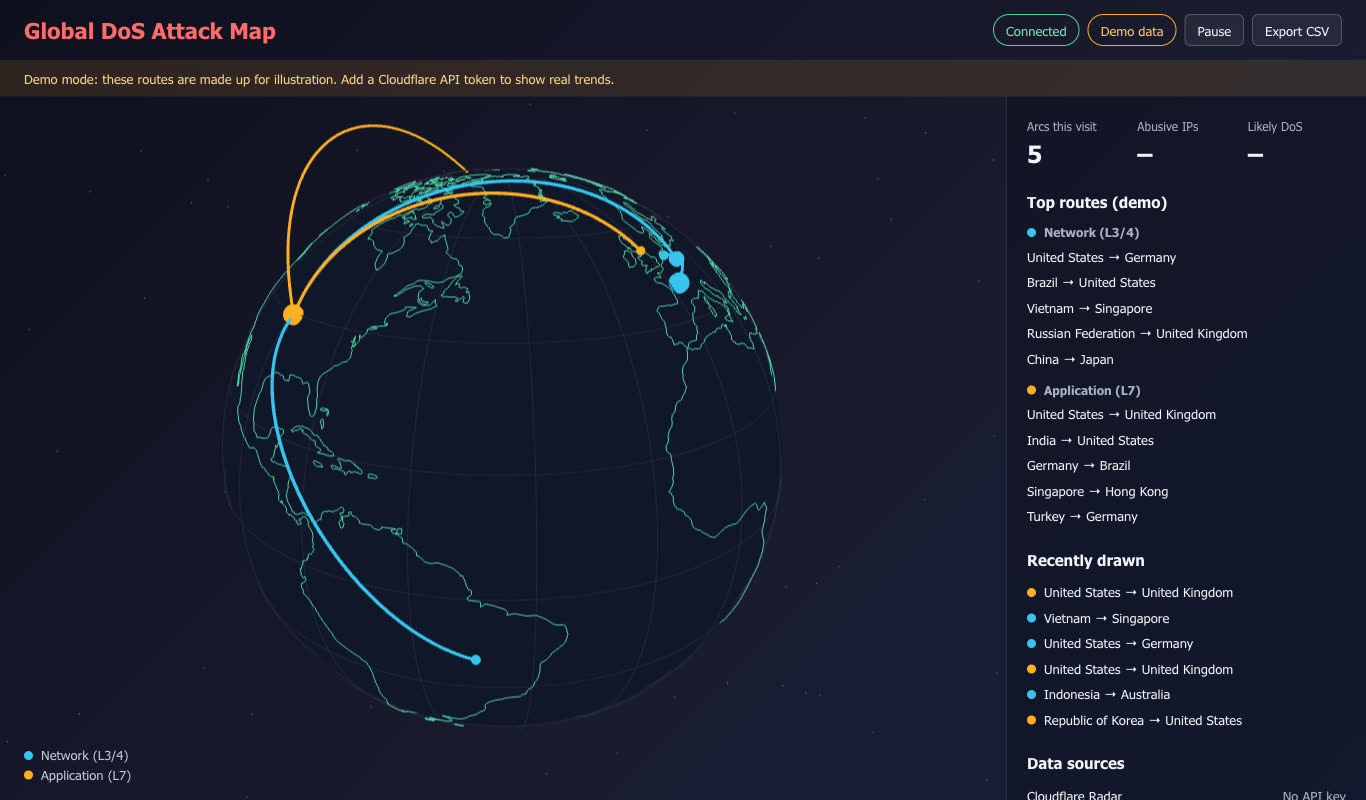 Global DoS Attack Map
Connected
Demo data
Pause
Export CSV
Demo mode: these routes are made up for illustration. Add a Cloudflare API token to show real trends.
Arcs this visit
Abusive IPs
Likely DoS
5
—
—
Top routes (demo)
Network (L3/4)
United States → Germany
Brazil → United States
Vietnam → Singapore
Russian Federation → United Kingdom
China → Japan
Application (L7)
United States → United Kingdom
India → United States
Germany → Brazil
Singapore → Hong Kong
Turkey → Germany
Recently drawn
United States → United Kingdom
Vietnam → Singapore
United States → Germany
United States → United Kingdom
Indonesia → Australia
Republic of Korea → United States
Data sources
Cloudflare Radar
No API key
Network (L3/4)
Application (L7)